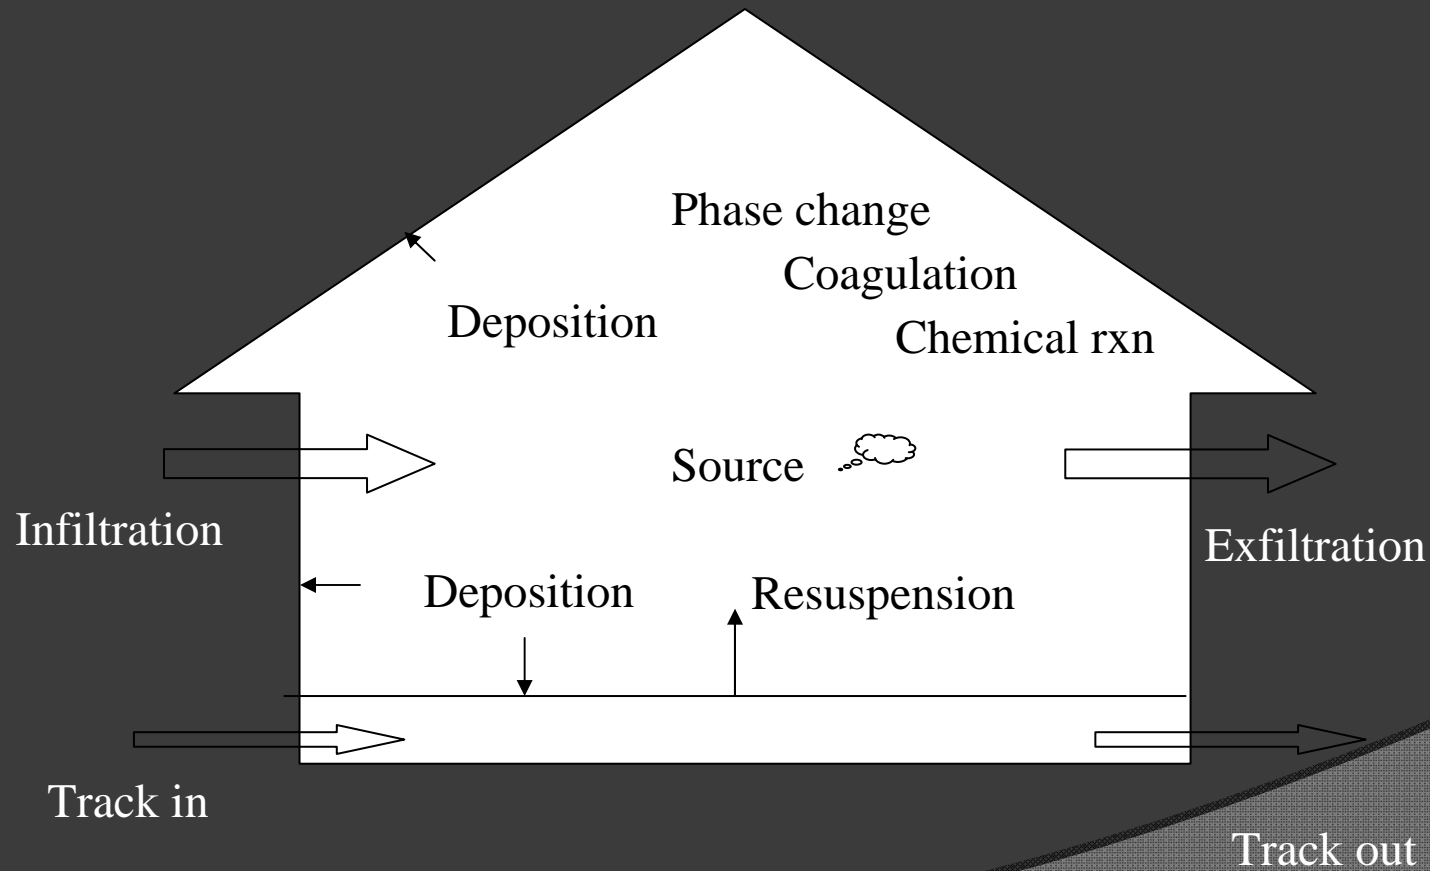 Phase change
Coagulation
Deposition
Chemical rxn
Source
Infiltration
Exfiltration
Deposition
Resuspension
Track in
Track out